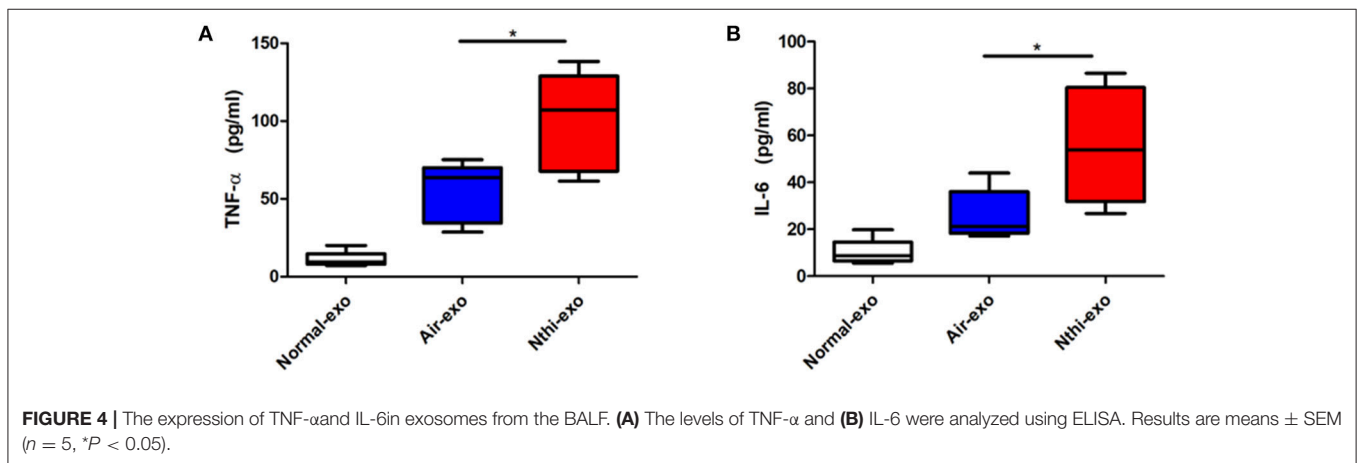 A
*
150
100
50
0
TNF-α (pg/ml)
Normal-exo
Air-exo
Nthi-exo
B
*
100
80
60
40
20
0
IL-6 (pg/ml)
Normal-exo
Air-exo
Nthi-exo
FIGURE 4 | The expression of TNF-αand IL-6in exosomes from the BALF. (A) The levels of TNF-α and (B) IL-6 were analyzed using ELISA. Results are means ± SEM
(n = 5, *P < 0.05).